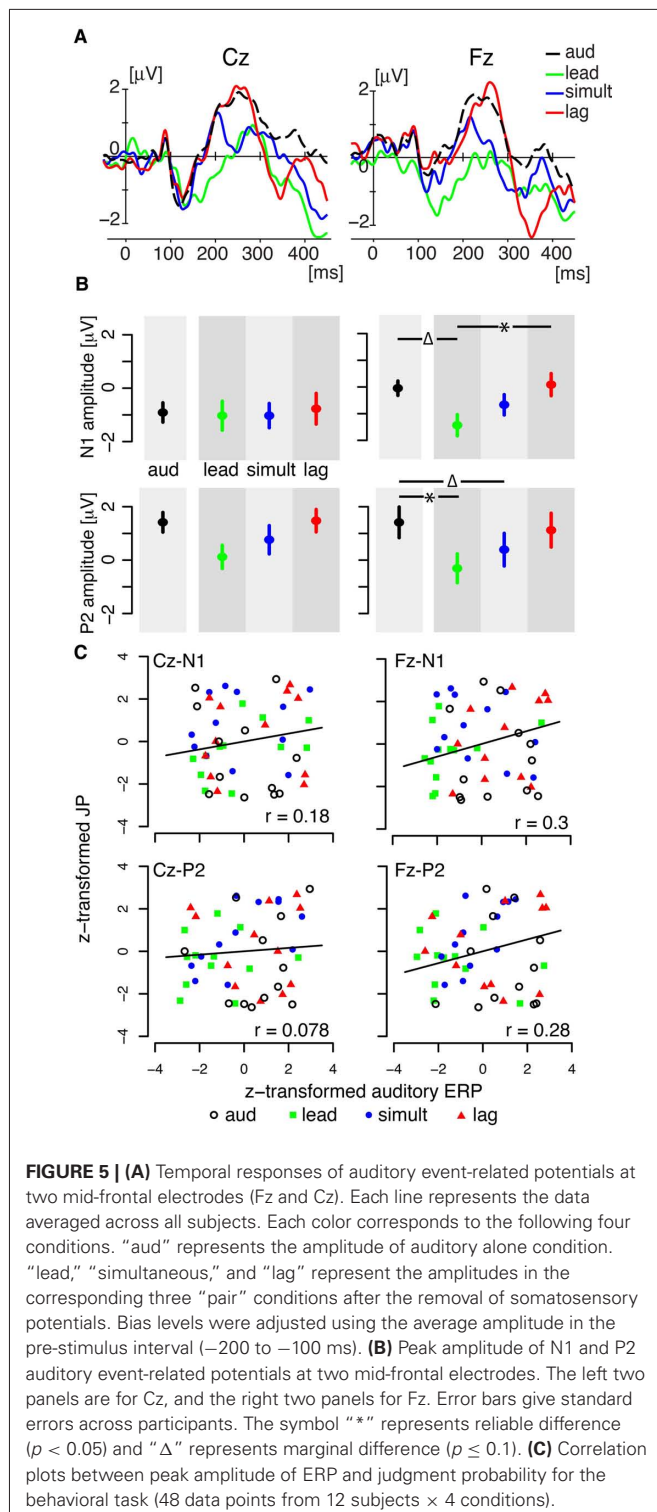 A
Cz
Fz
[μV]
[μV]
aud
lead
simult
lag
2
0
−2
2
0
−2
0 100 200 300 400
[ms]
0 100 200 300 400
[ms]
B
N1 amplitude [μV]
2
0
−2
aud lead simult lag
Δ
*
P2 amplitude [μV]
2
0
−2
Δ
*
C
Cz-N1
Fz-N1
4
2
0
−2
−4
r = 0.18
r = 0.3
z-transformed JP
Cz-P2
Fz-P2
4
2
0
−2
−4
r = 0.078
r = 0.28
−4 −2 0 2 4
−4 −2 0 2 4
z-transformed auditory ERP
aud lead simult lag
FIGURE 5 | (A) Temporal responses of auditory event-related potentials at
two mid-frontal electrodes (Fz and Cz). Each line represents the data
averaged across all subjects. Each color corresponds to the following four
conditions. “aud” represents the amplitude of auditory alone condition.
“lead,” “simultaneous,” and “lag” represent the amplitudes in the
corresponding three “pair” conditions after the removal of somatosensory
potentials. Bias levels were adjusted using the average amplitude in the
pre-stimulus interval (−200 to −100 ms). (B) Peak amplitude of N1 and P2
auditory event-related potentials at two mid-frontal electrodes. The left two
panels are for Cz, and the right two panels for Fz. Error bars give standard
errors across participants. The symbol “*” represents reliable difference
(p < 0.05) and “Δ” represents marginal difference (p ≤ 0.1). (C) Correlation
plots between peak amplitude of ERP and judgment probability for the
behavioral task (48 data points from 12 subjects × 4 conditions).